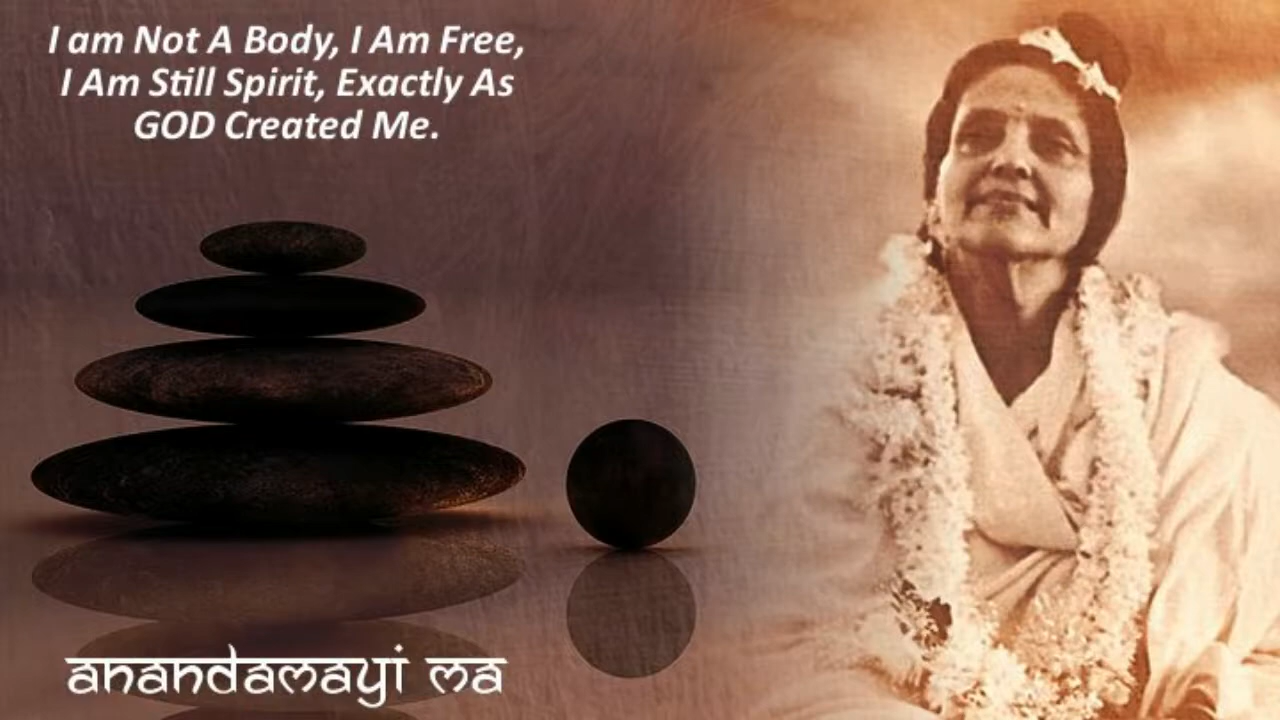 I am Not A Body, I Am Free,
I Am Still Spirit, Exactly As
GOD Created Me.
anandamayi ma